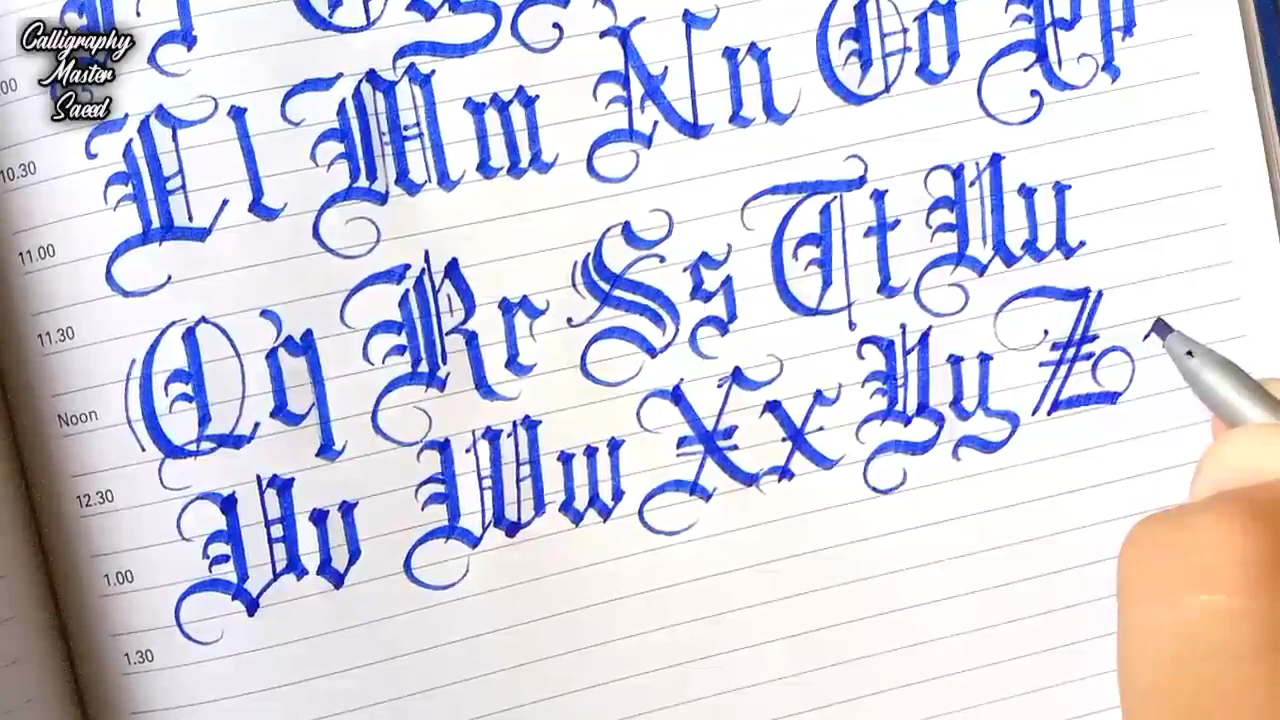 Calligraphy
Master
Saeed
10.30
Ll Mm Nn Oo Pp
11.00
11.30
Qq Rr Ss Tt Uu
Noon
12.30
Vv Ww Xx Yy Z
1.00
1.30